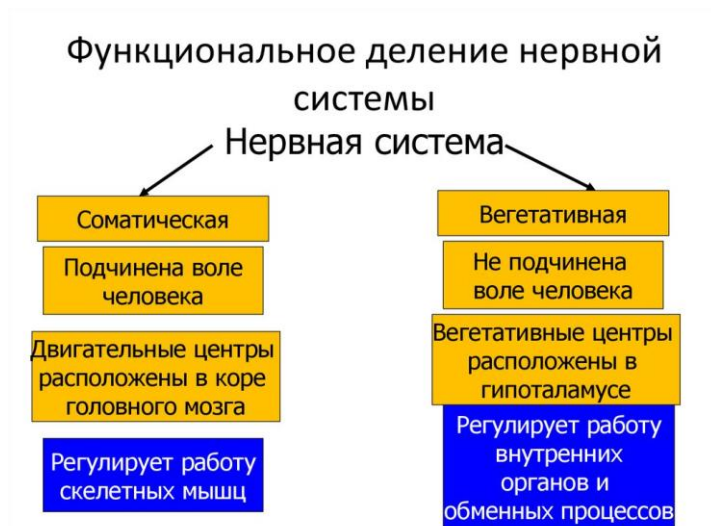 Функциональное деление нервной
системы
Нервная система
Соматическая
Подчинена воле
человека
Двигательные центры
расположены в коре
головного мозга
Регулирует работу
скелетных мышц
Вегетативная
Не подчинена
воле человека
Вегетативные центры
расположены в
гипоталамусе
Регулирует работу
внутренних
органов и
обменных процессов